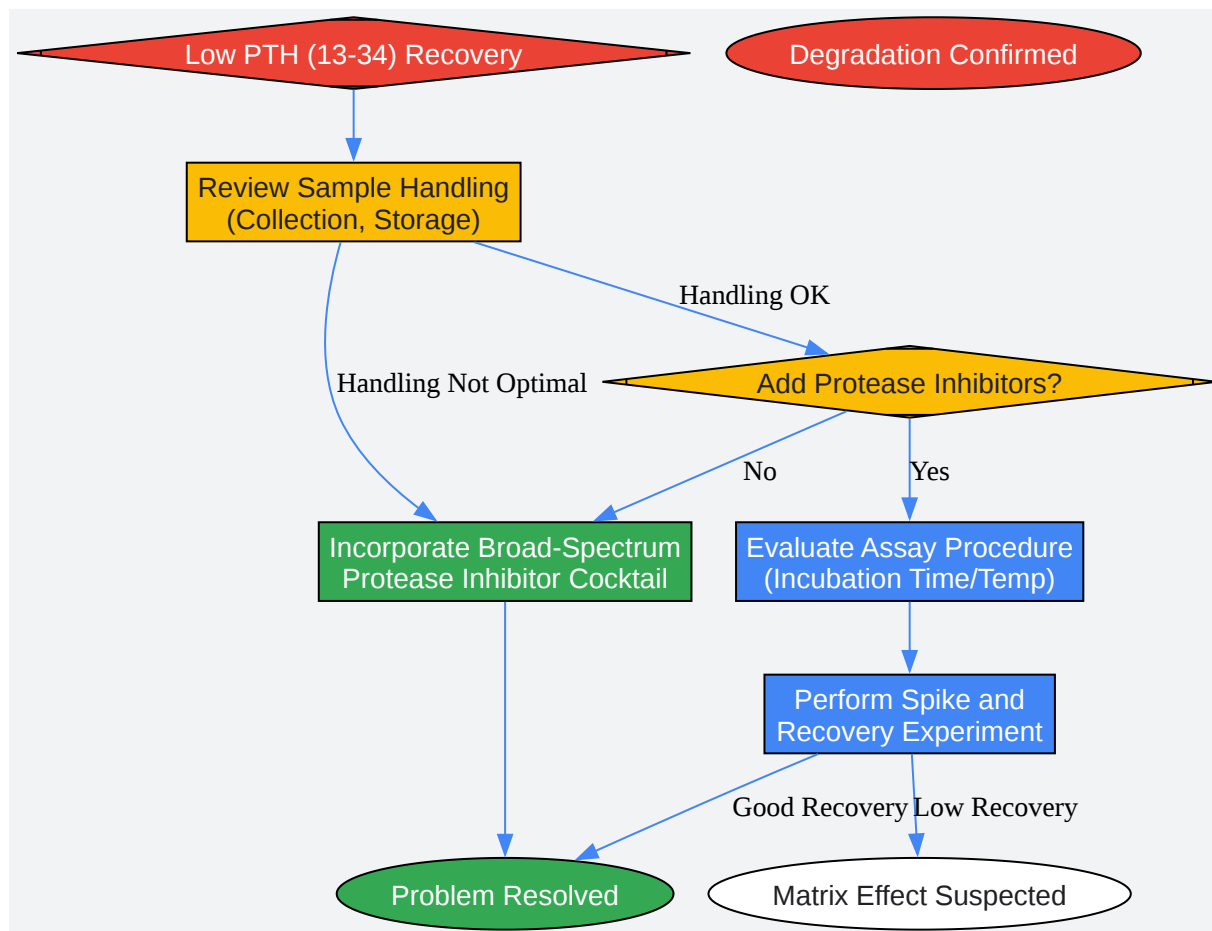 Low PTH (13-34) Recovery
Degradation Confirmed
Review Sample Handling
(Collection, Storage)
Handling OK
Handling Not Optimal
Add Protease Inhibitors?
No
Yes
Incorporate Broad-Spectrum
Protease Inhibitor Cocktail
Evaluate Assay Procedure
(Incubation Time/Temp)
Perform Spike and
Recovery Experiment
Good Recovery
Low Recovery
Problem Resolved
Matrix Effect Suspected